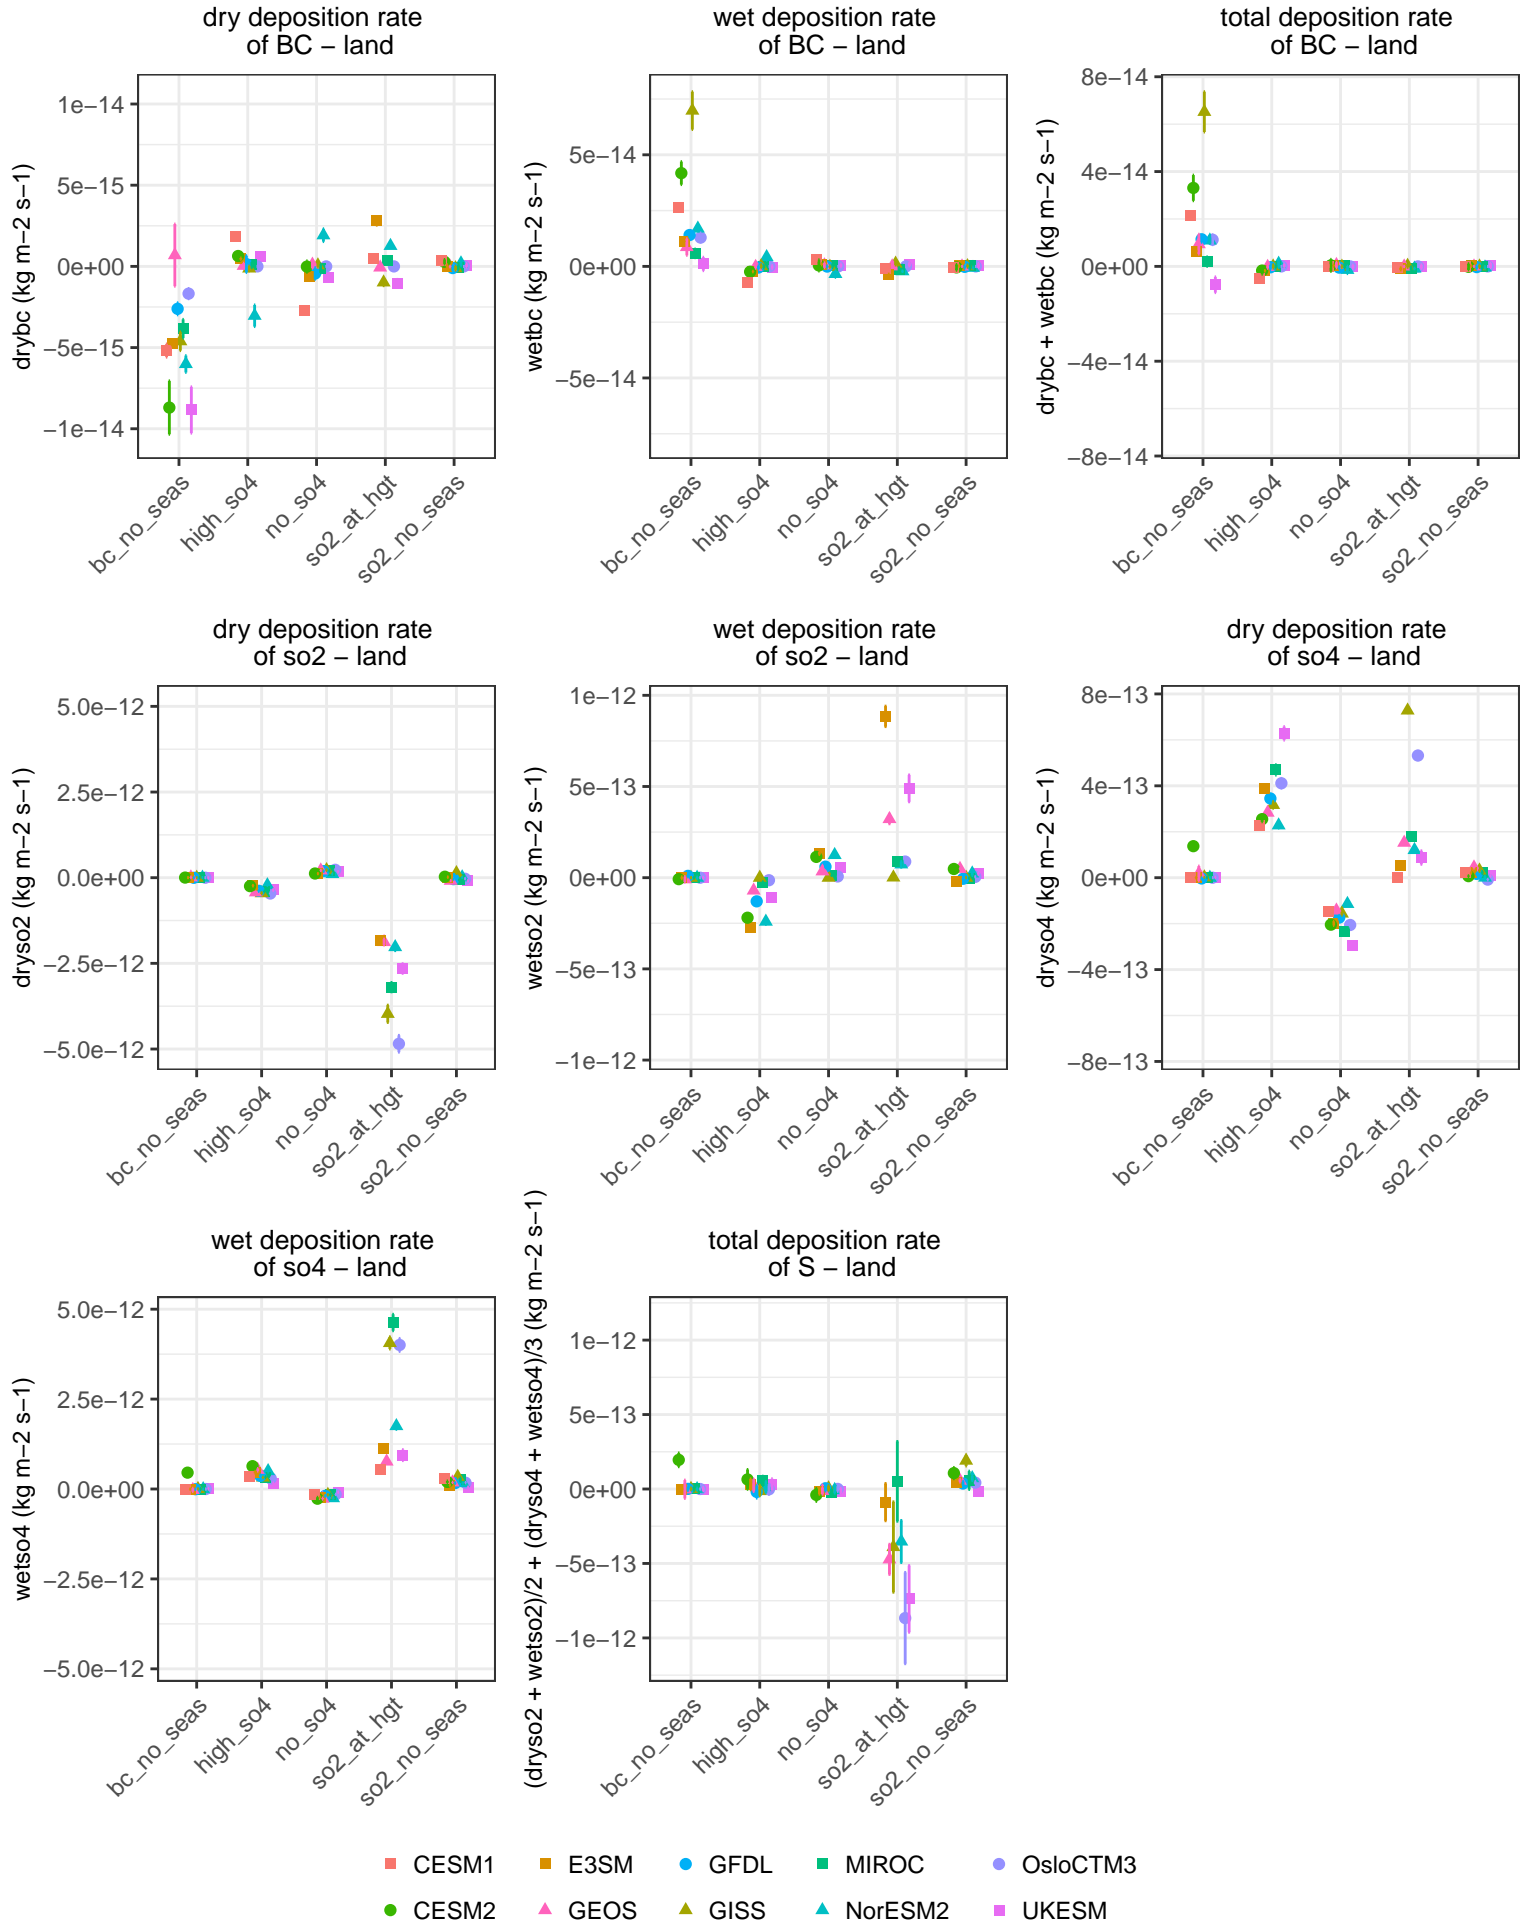 dry deposition rate
of BC − land
drybc (kg m−2 s−1)
1e−14
5e−15
0e+00
−5e−15
−1e−14
bc_no_seas
high_so4
no_so4
so2_at_hgt
so2_no_seas
wet deposition rate
of BC − land
wetbc (kg m−2 s−1)
5e−14
0e+00
−5e−14
bc_no_seas
high_so4
no_so4
so2_at_hgt
so2_no_seas
total deposition rate
of BC − land
drybc + wetbc (kg m−2 s−1)
8e−14
4e−14
0e+00
−4e−14
−8e−14
bc_no_seas
high_so4
no_so4
so2_at_hgt
so2_no_seas
dry deposition rate
of so2 − land
dryso2 (kg m−2 s−1)
5.0e−12
2.5e−12
0.0e+00
−2.5e−12
−5.0e−12
bc_no_seas
high_so4
no_so4
so2_at_hgt
so2_no_seas
wet deposition rate
of so2 − land
wetso2 (kg m−2 s−1)
1e−12
5e−13
0e+00
−5e−13
−1e−12
bc_no_seas
high_so4
no_so4
so2_at_hgt
so2_no_seas
dry deposition rate
of so4 − land
dryso4 (kg m−2 s−1)
8e−13
4e−13
0e+00
−4e−13
−8e−13
bc_no_seas
high_so4
no_so4
so2_at_hgt
so2_no_seas
wet deposition rate
of so4 − land
wetso4 (kg m−2 s−1)
5.0e−12
2.5e−12
0.0e+00
−2.5e−12
−5.0e−12
bc_no_seas
high_so4
no_so4
so2_at_hgt
so2_no_seas
total deposition rate
of S − land
(dryso2 + wetso2)/2 + (dryso4 + wetso4)/3 (kg m−2 s−1)
1e−12
5e−13
0e+00
−5e−13
−1e−12
bc_no_seas
high_so4
no_so4
so2_at_hgt
so2_no_seas
CESM1
E3SM
GFDL
MIROC
OsloCTM3
CESM2
GEOS
GISS
NorESM2
UKESM